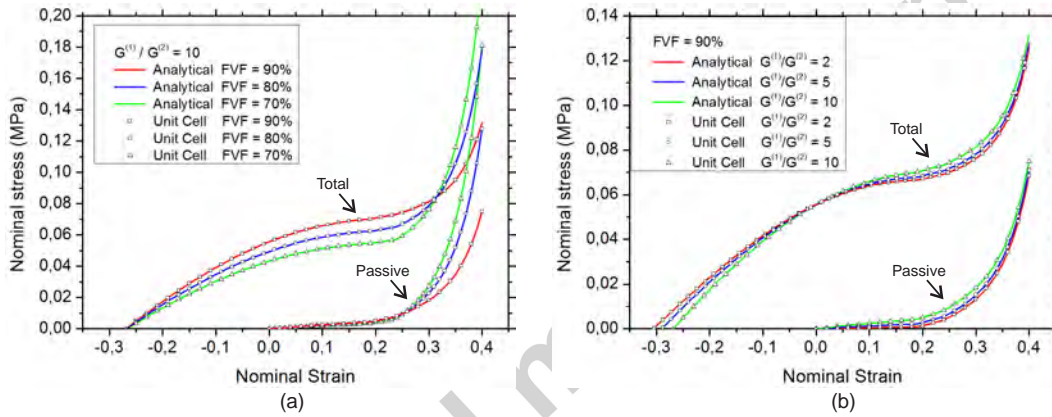 G(1) / G(2) = 10
Analytical FVF = 90%
Analytical FVF = 80%
Analytical FVF = 70%
Unit Cell FVF = 90%
Unit Cell FVF = 80%
Unit Cell FVF = 70%
Total
Passive
Nominal stress (MPa)
0,20
0,18
0,16
0,14
0,12
0,10
0,08
0,06
0,04
0,02
0,00
-0,3
-0,2
-0,1
0,0
0,1
0,2
0,3
0,4
Nominal Strain
(a)
FVF = 90%
Analytical G(1)/G(2) = 2
Analytical G(1)/G(2) = 5
Analytical G(1)/G(2) = 10
Unit Cell G(1)/G(2) = 2
Unit Cell G(1)/G(2) = 5
Unit Cell G(1)/G(2) = 10
Total
Passive
Nominal stress (MPa)
0,14
0,12
0,10
0,08
0,06
0,04
0,02
0,00
-0,3
-0,2
-0,1
0,0
0,1
0,2
0,3
0,4
Nominal Strain
(b)